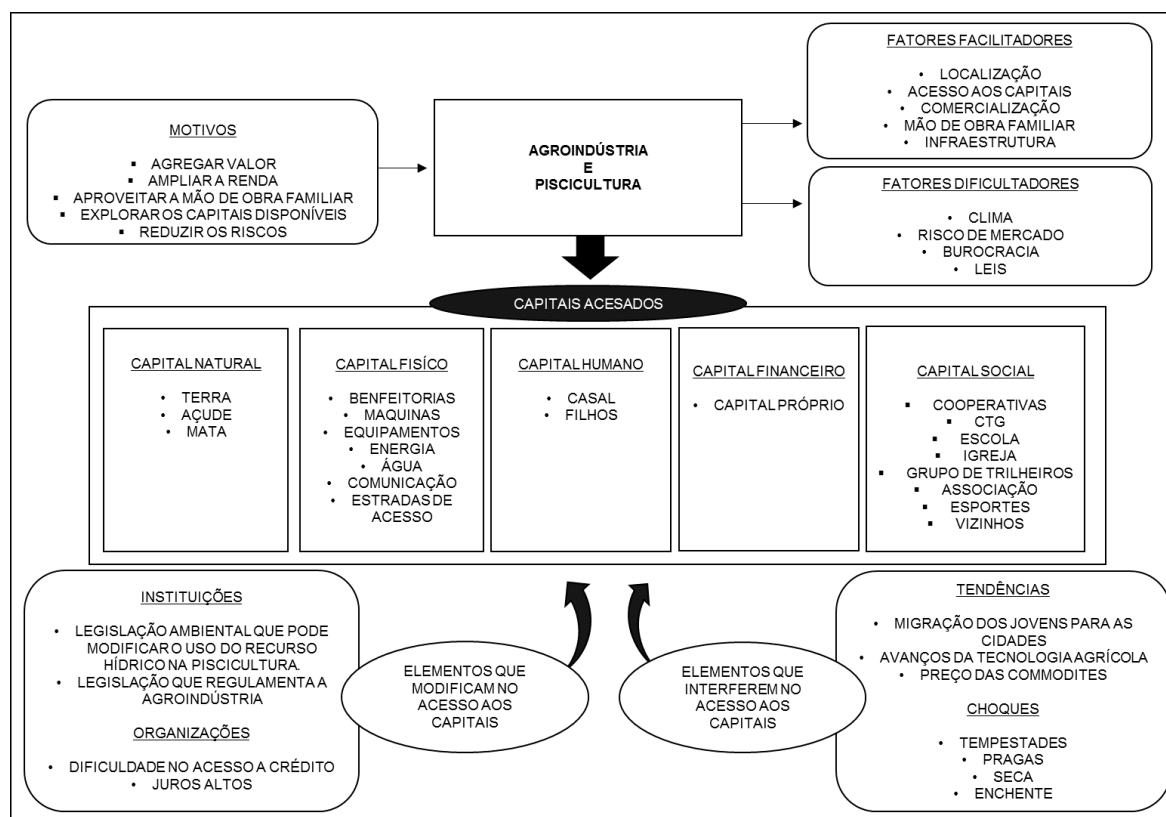 MOTIVOS
▪ AGREGAR VALOR
▪ AMPLIAR A RENDA
▪ APROVEITAR A MÃO DE OBRA FAMILIAR
▪ EXPLORAR OS CAPITAIS DISPONÍVEIS
▪ REDUZIR OS RISCOS
AGROINDÚSTRIA
E
PISCICULTURA
FATORES FACILITADORES
• LOCALIZAÇÃO
• ACESSO AOS CAPITAIS
• COMERCIALIZAÇÃO
• MÃO DE OBRA FAMILIAR
• INFRAESTRUTURA
FATORES DIFICULTADORES
• CLIMA
• RISCO DE MERCADO
• BUROCRACIA
• LEIS
CAPITAIS ACESADOS
CAPITAL NATURAL
• TERRA
• AÇUDE
• MATA
CAPITAL FISÍCO
• BENFEITORIAS
• MAQUINAS
• EQUIPAMENTOS
• ENERGIA
• ÁGUA
• COMUNICAÇÃO
• ESTRADAS DE
ACESSO
CAPITAL HUMANO
• CASAL
• FILHOS
CAPITAL FINANCEIRO
• CAPITAL PRÓPRIO
CAPITAL SOCIAL
▪ COOPERATIVAS
▪ CTG
▪ ESCOLA
▪ IGREJA
▪ GRUPO DE TRILHEIROS
▪ ASSOCIAÇÃO
▪ ESPORTES
▪ VIZINHOS
INSTITUIÇÕES
• LEGISLAÇÃO AMBIENTAL QUE PODE
MODIFICAR O USO DO RECURSO
HÍDRICO NA PISCICULTURA.
• LEGISLAÇÃO QUE REGULAMENTA A
AGROINDÚSTRIA
ORGANIZAÇÕES
• DIFICULDADE NO ACESSO A CRÉDITO
• JUROS ALTOS
ELEMENTOS QUE
MODIFICAM NO
ACESSO AOS
CAPITAIS
ELEMENTOS QUE
INTERFEREM NO
ACESSO AOS
CAPITAIS
TENDÊNCIAS
• MIGRAÇÃO DOS JOVENS PARA AS
CIDADES
• AVANÇOS DA TECNOLOGIA AGRÍCOLA
• PREÇO DAS COMMODITES
CHOQUES
• TEMPESTADES
• PRAGAS
• SECA
• ENCHENTE